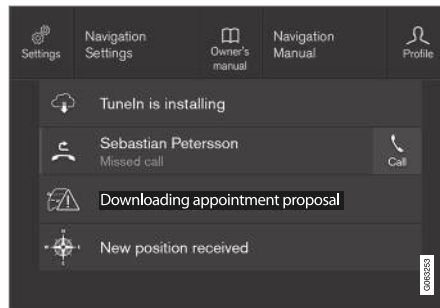 Settings
Navigation
Settings
Owner's
manual
Navigation
Manual
Profile
TuneIn is installing
Sebastian Petersson
Missed call
Call
Downloading appointment proposal
New position received
G063253